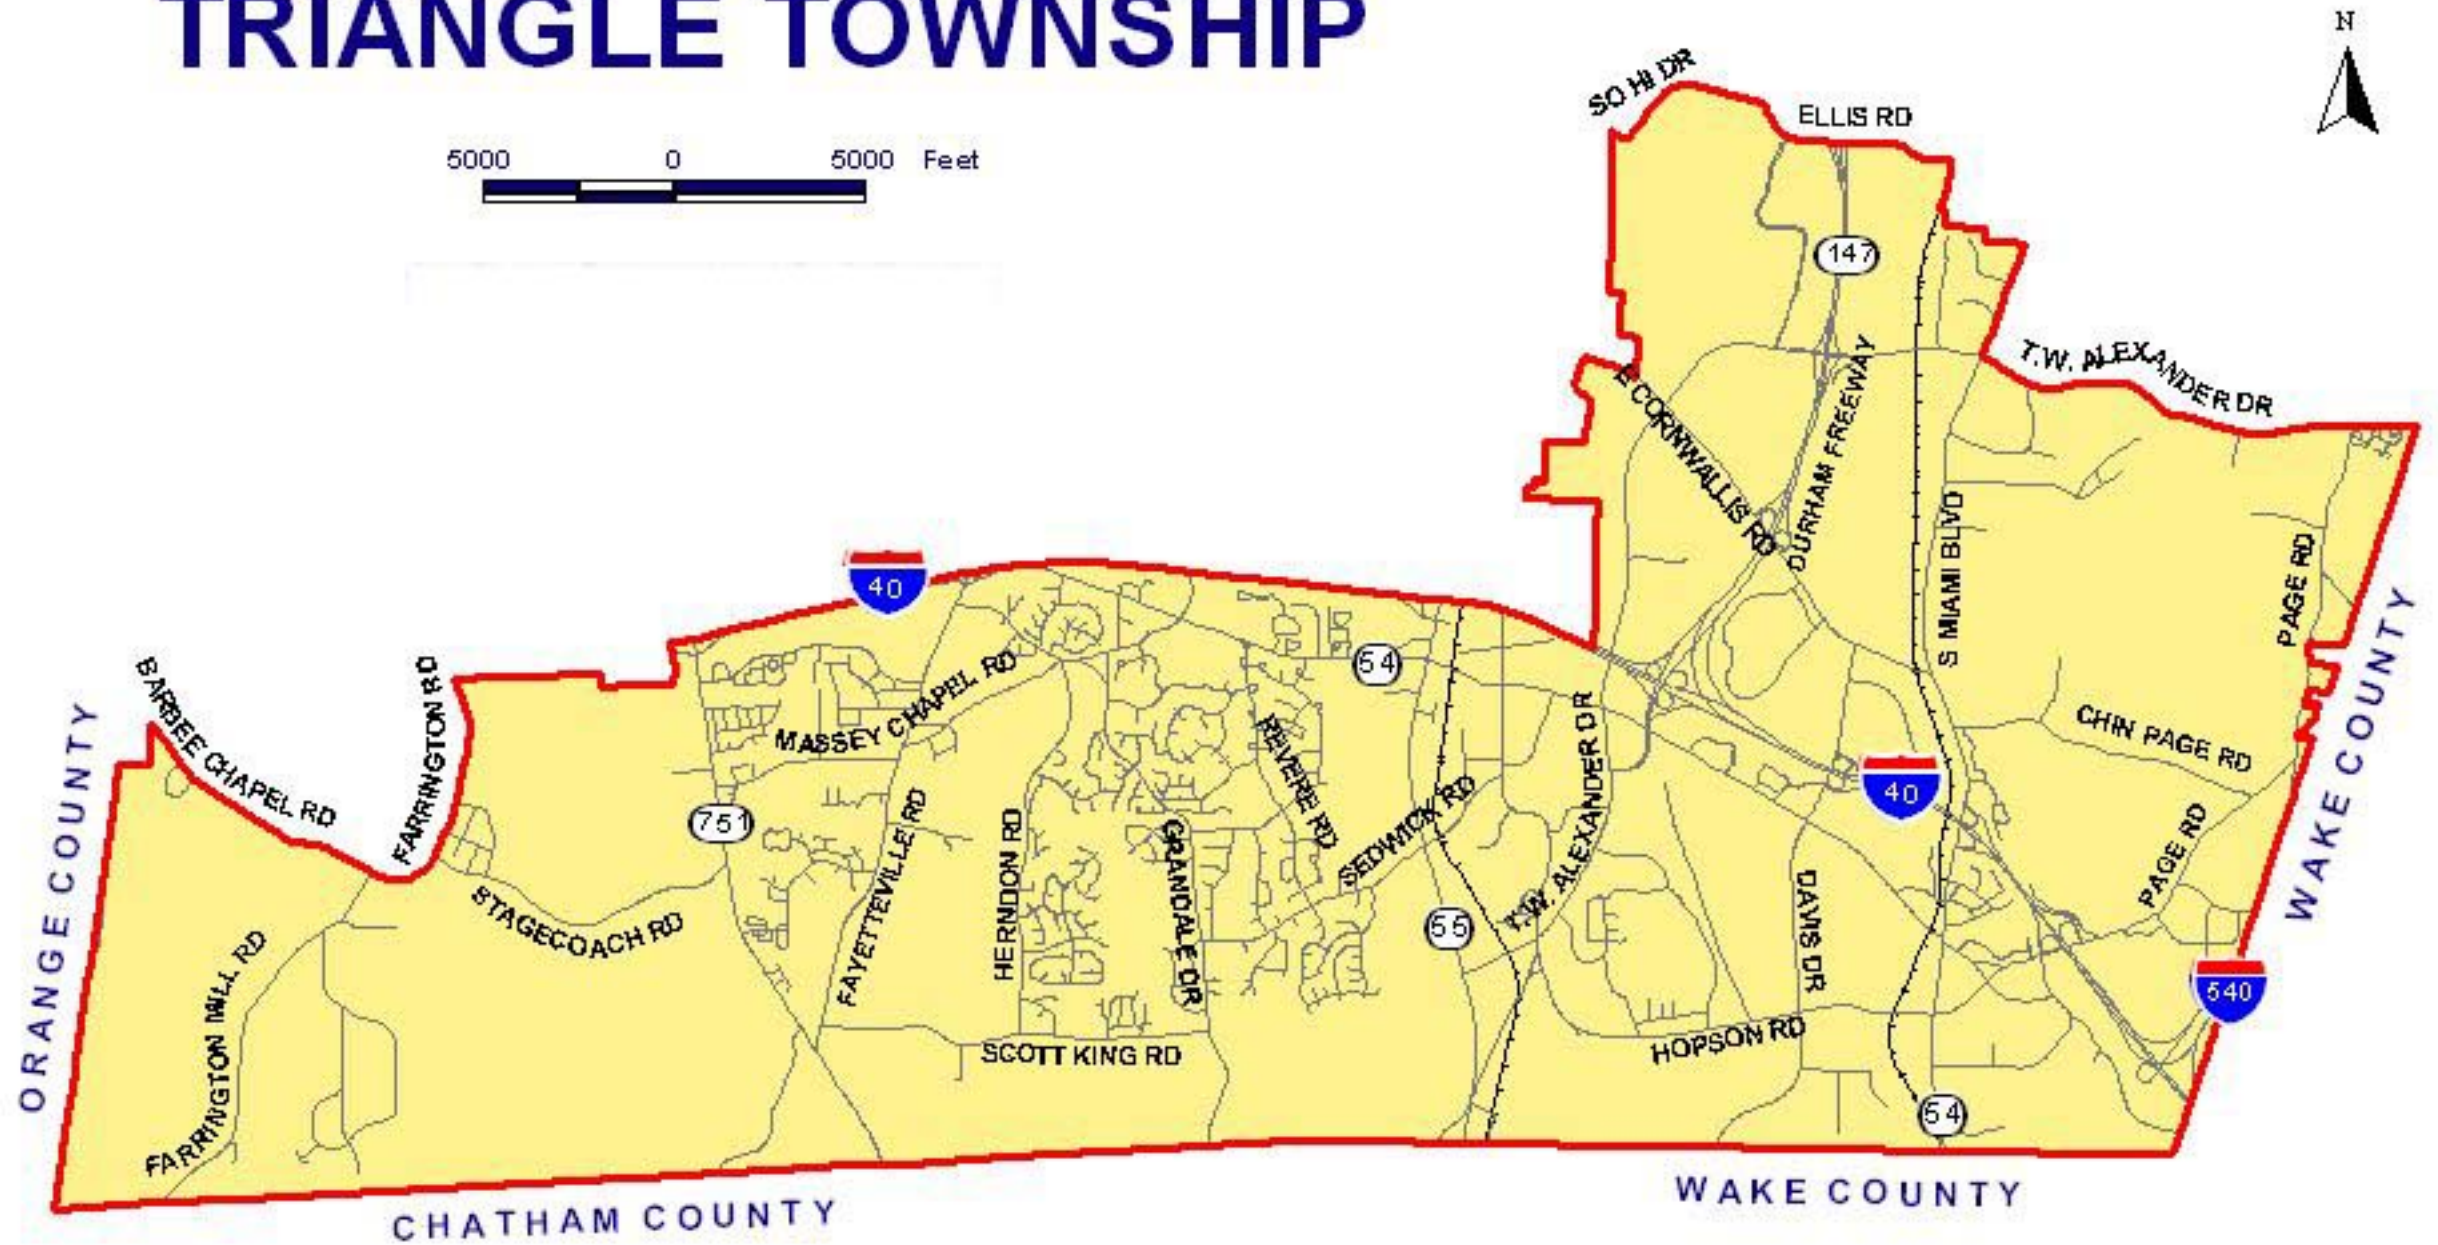 TRIANGLE TOWNSHIP
N
5000 0 5000 Feet
SO HI DR
ELLIS RD
147
T.W. ALEXANDER DR
E CORNWALLIS RD
DURHAM FREEWAY
S MIAMI BLVD
PAGE RD
40
BARBEE CHAPEL RD
FARRINGTON RD
MASSEY CHAPEL RD
54
REVERE RD
SEDWICK RD
T.W. ALEXANDER DR
CHIN PAGE RD
WAKE COUNTY
ORANGE COUNTY
751
40
STAGECOACH RD
FAYETTEVILLE RD
HERNDON RD
GRANDALE DR
55
DAVIS DR
PAGE RD
540
FARRINGTON MILL RD
SCOTT KING RD
HOPSON RD
54
WAKE COUNTY
CHATHAM COUNTY